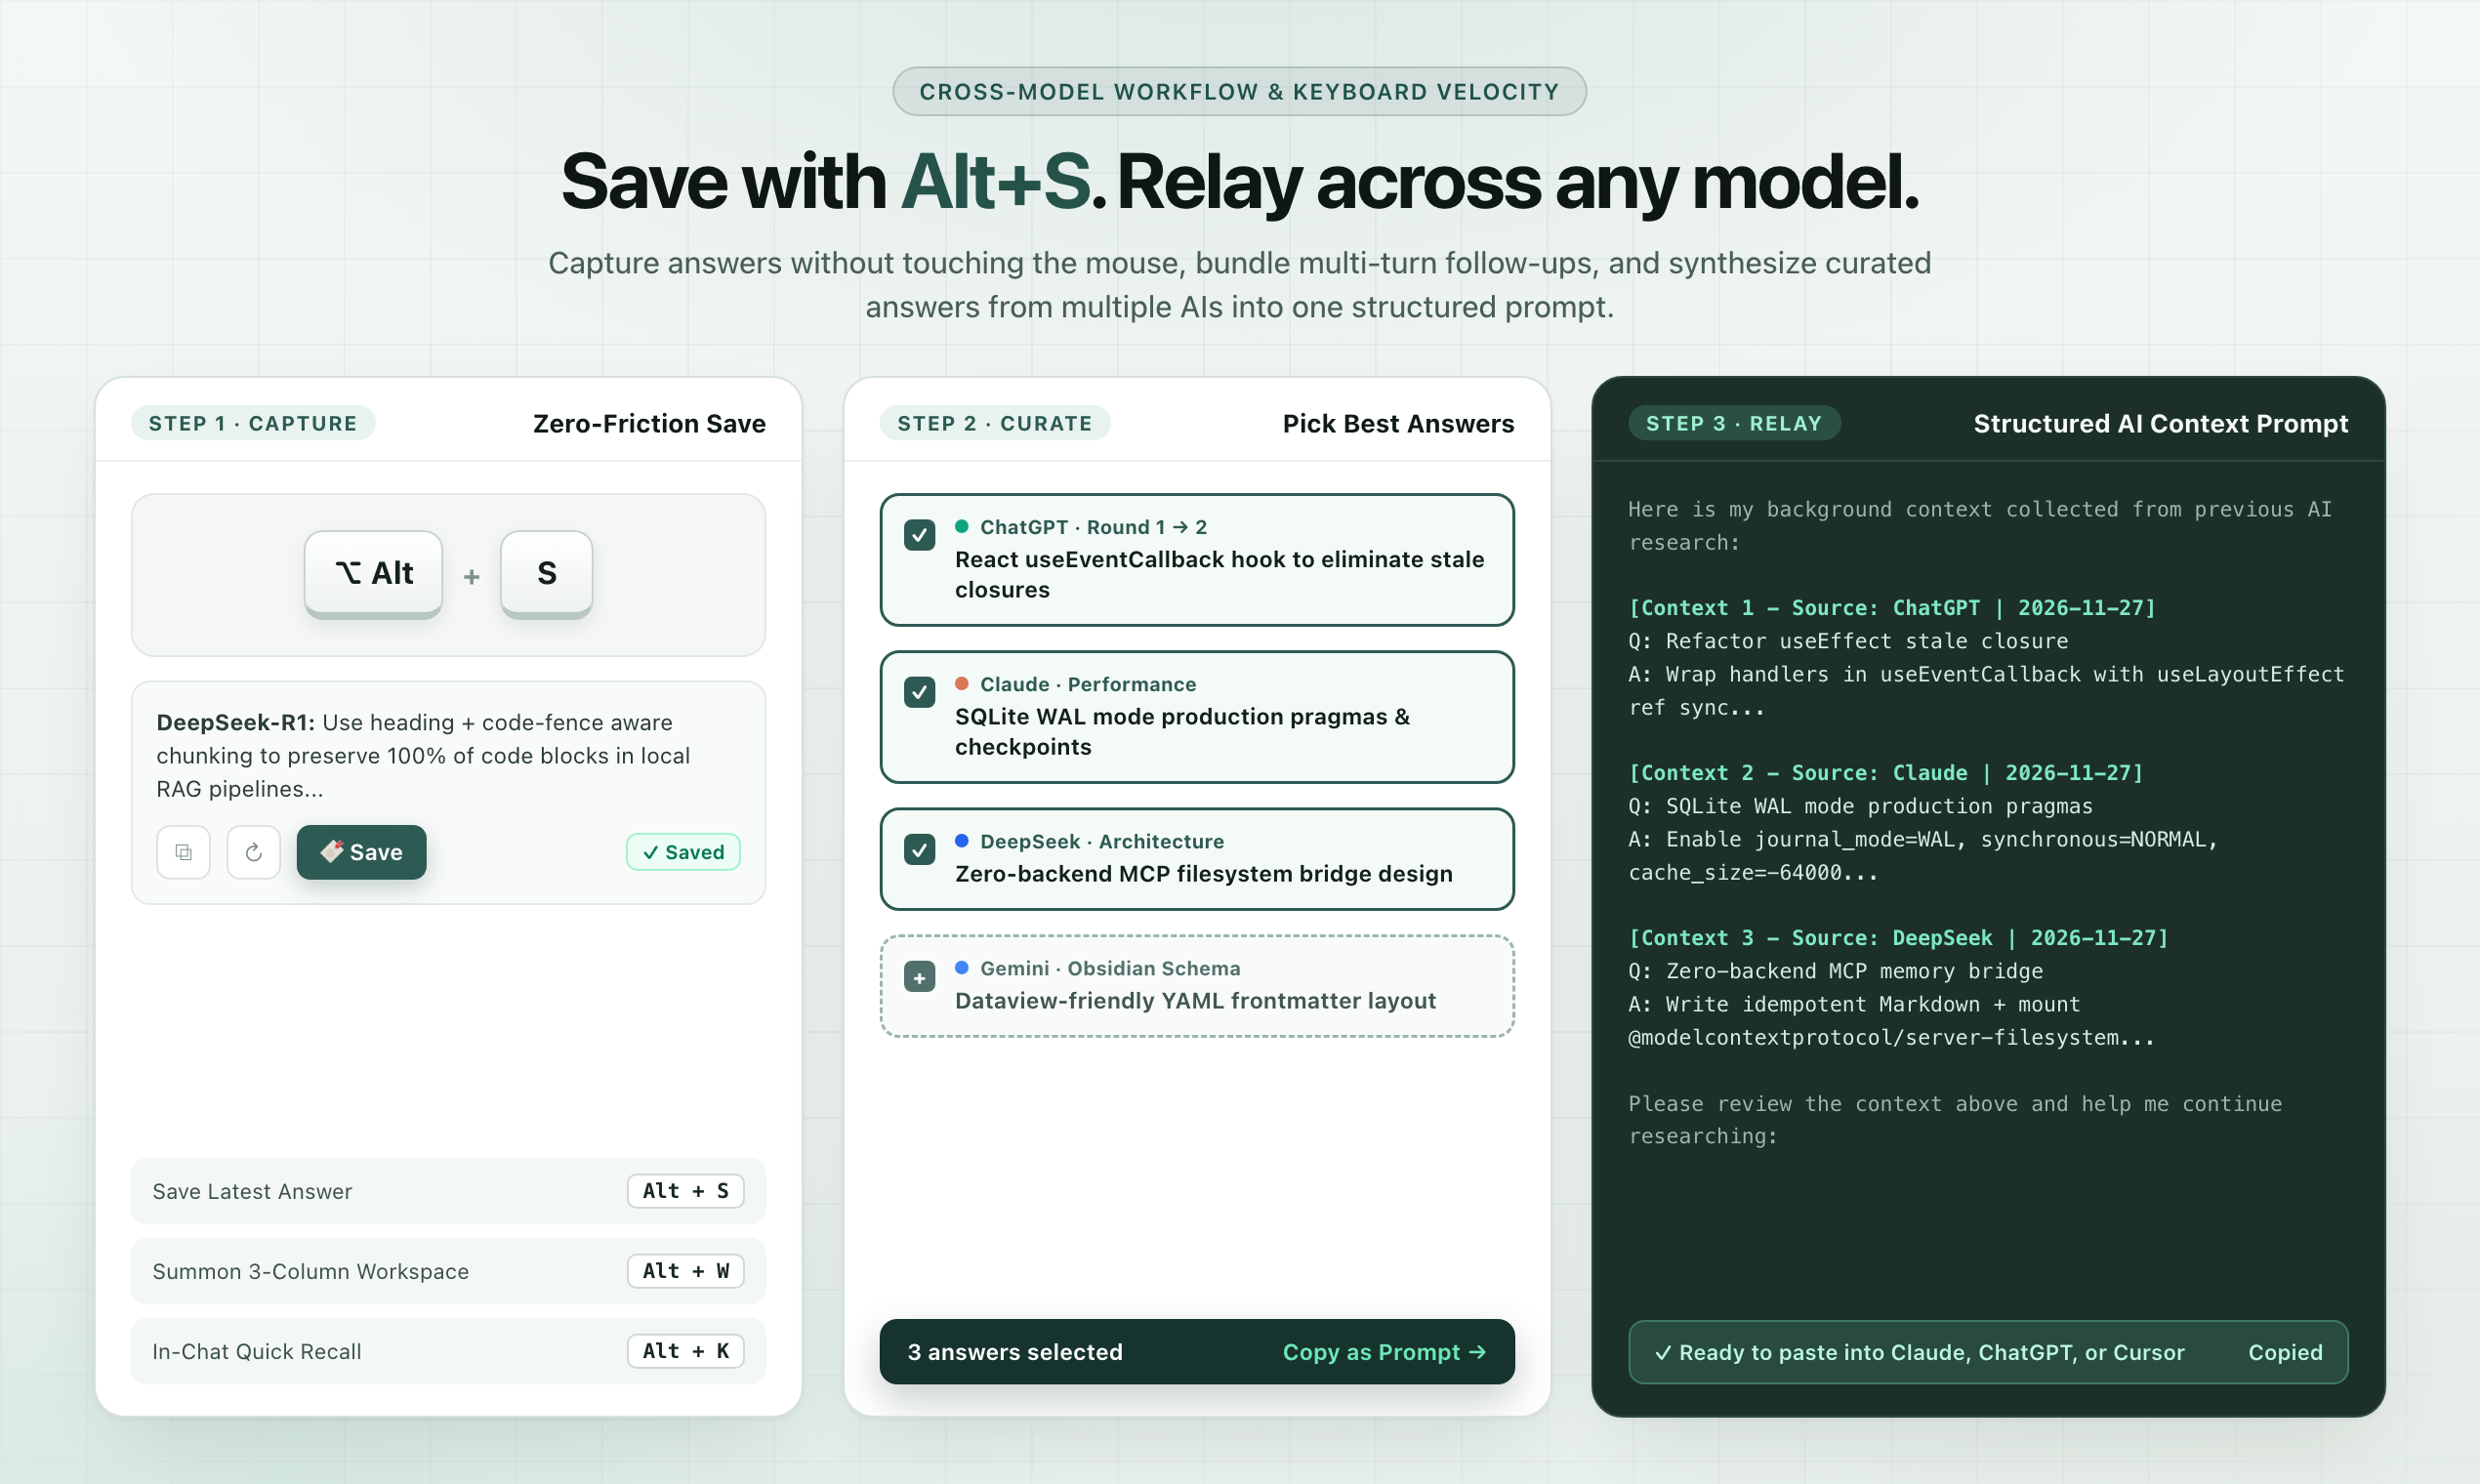 CROSS-MODEL WORKFLOW & KEYBOARD VELOCITY
Save with Alt+S. Relay across any model.
Capture answers without touching the mouse, bundle multi-turn follow-ups, and synthesize curated
answers from multiple AIs into one structured prompt.
STEP 1 · CAPTURE
Zero-Friction Save
⌥ Alt + S
DeepSeek-R1: Use heading + code-fence aware
chunking to preserve 100% of code blocks in local
RAG pipelines...
Save
✓ Saved
Save Latest Answer
Alt + S
Summon 3-Column Workspace
Alt + W
In-Chat Quick Recall
Alt + K
STEP 2 · CURATE
Pick Best Answers
ChatGPT · Round 1 → 2
React useEventCallback hook to eliminate stale
closures
Claude · Performance
SQLite WAL mode production pragmas &
checkpoints
DeepSeek · Architecture
Zero-backend MCP filesystem bridge design
+
Gemini · Obsidian Schema
Dataview-friendly YAML frontmatter layout
3 answers selected
Copy as Prompt →
STEP 3 · RELAY
Structured AI Context Prompt
Here is my background context collected from previous AI
research:
[Context 1 - Source: ChatGPT | 2026-11-27]
Q: Refactor useEffect stale closure
A: Wrap handlers in useEventCallback with useLayoutEffect
ref sync...
[Context 2 - Source: Claude | 2026-11-27]
Q: SQLite WAL mode production pragmas
A: Enable journal_mode=WAL, synchronous=NORMAL,
cache_size=-64000...
[Context 3 - Source: DeepSeek | 2026-11-27]
Q: Zero-backend MCP memory bridge
A: Write idempotent Markdown + mount
@modelcontextprotocol/server-filesystem...
Please review the context above and help me continue
researching:
✓ Ready to paste into Claude, ChatGPT, or Cursor
Copied